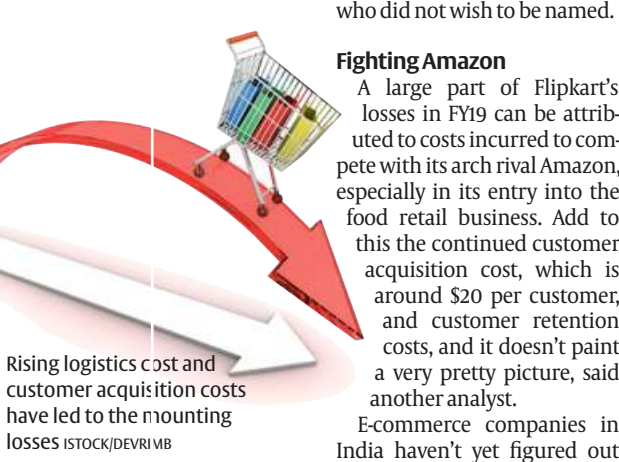 who did not wish to be named.
Fighting Amazon
A large part of Flipkart's
losses in FY19 can be attrib-
uted to costs incurred to com-
pete with its arch rival Amazon,
especially in its entry into the
food retail business. Add to
this the continued customer
acquisition cost, which is
around $20 per customer,
and customer retention
costs, and it doesn't paint
a very pretty picture, said
another analyst.
E-commerce companies in
India haven't yet figured out
Rising logistics cost and
customer acquisition costs
have led to the mounting
losses ISTOCK/DEVRIMB